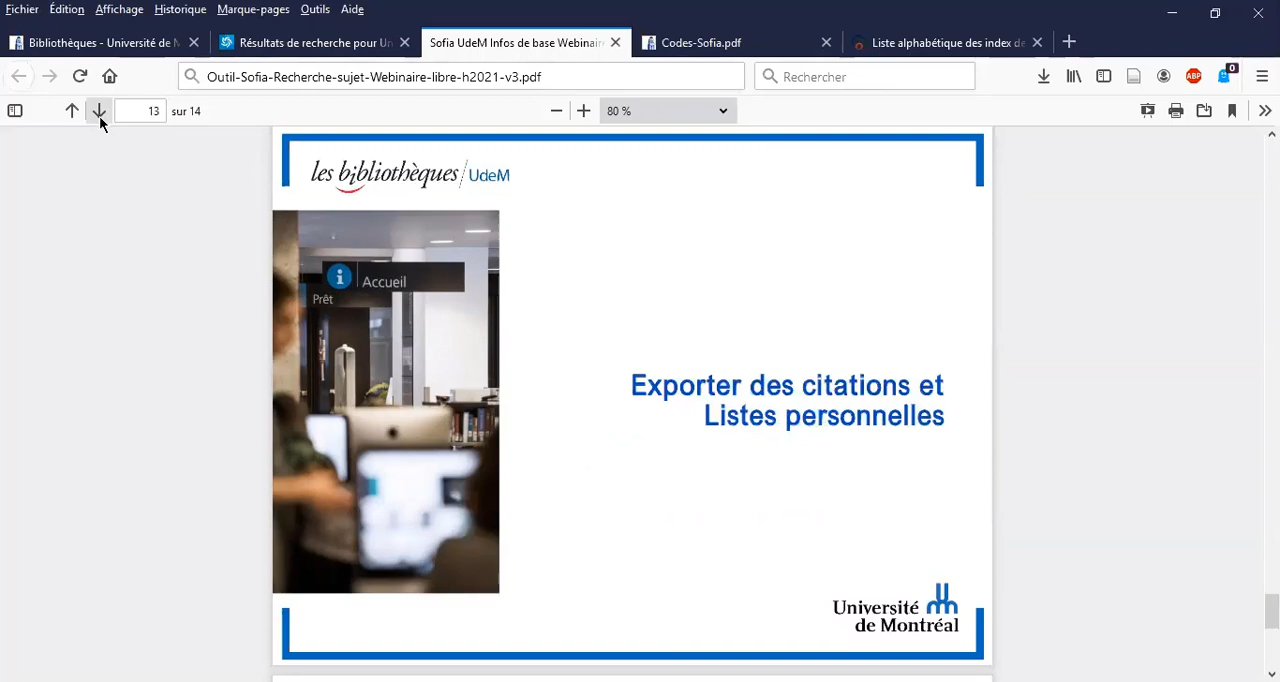 Fichier Édition Affichage Historique Marque-pages Outils Aide
Bibliothèques - Université de M
Résultats de recherche pour Un
Sofia UdeM Infos de base Webinair
Codes-Sofia.pdf
Liste alphabétique des index de
Outil-Sofia-Recherche-sujet-Webinaire-libre-h2021-v3.pdf
Rechercher
ABP
0
13 sur 14
80 %
les bibliothèques/UdeM
i Accueil
Prêt
Exporter des citations et
Listes personnelles
Université
de Montréal